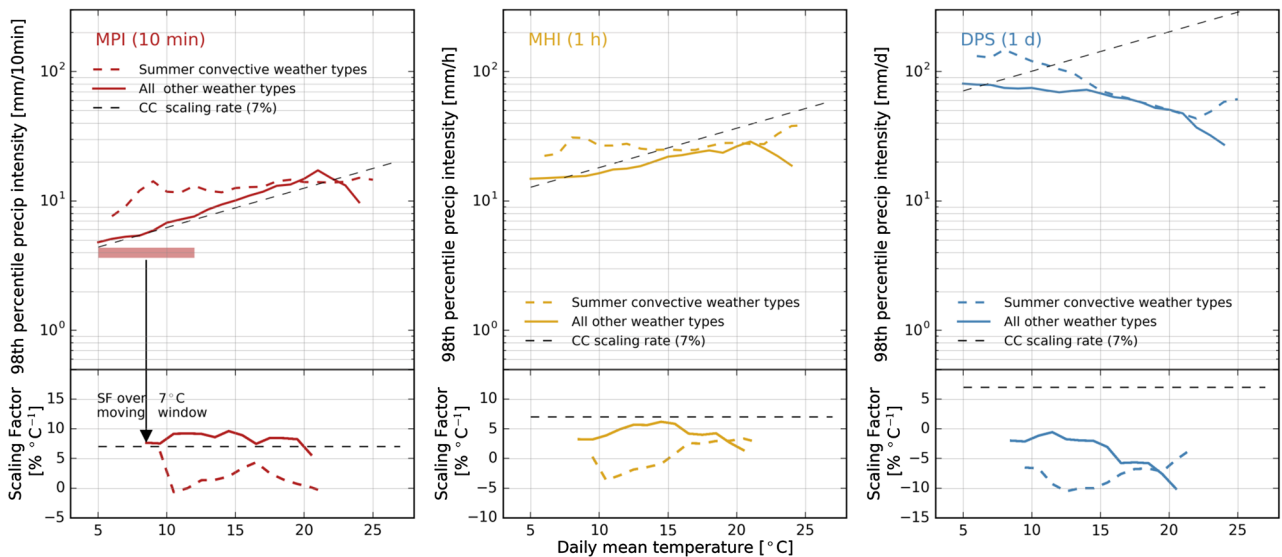 98th percentile precip intensity [mm/10min]
10²
10¹
10⁰
MPI (10 min)
Summer convective weather types
All other weather types
CC scaling rate (7%)
Scaling Factor
[% °C⁻¹]
15
10
5
0
−5
SF over 7°C
moving window
5 10 15 20 25
98th percentile precip intensity [mm/h]
10²
10¹
10⁰
MHI (1 h)
Summer convective weather types
All other weather types
CC scaling rate (7%)
Scaling Factor
[% °C⁻¹]
10
5
0
−5
−10
5 10 15 20 25
Daily mean temperature [°C]
98th percentile precip intensity [mm/d]
10²
10¹
10⁰
DPS (1 d)
Summer convective weather types
All other weather types
CC scaling rate (7%)
Scaling Factor
[% °C⁻¹]
5
0
−5
−10
−15
5 10 15 20 25